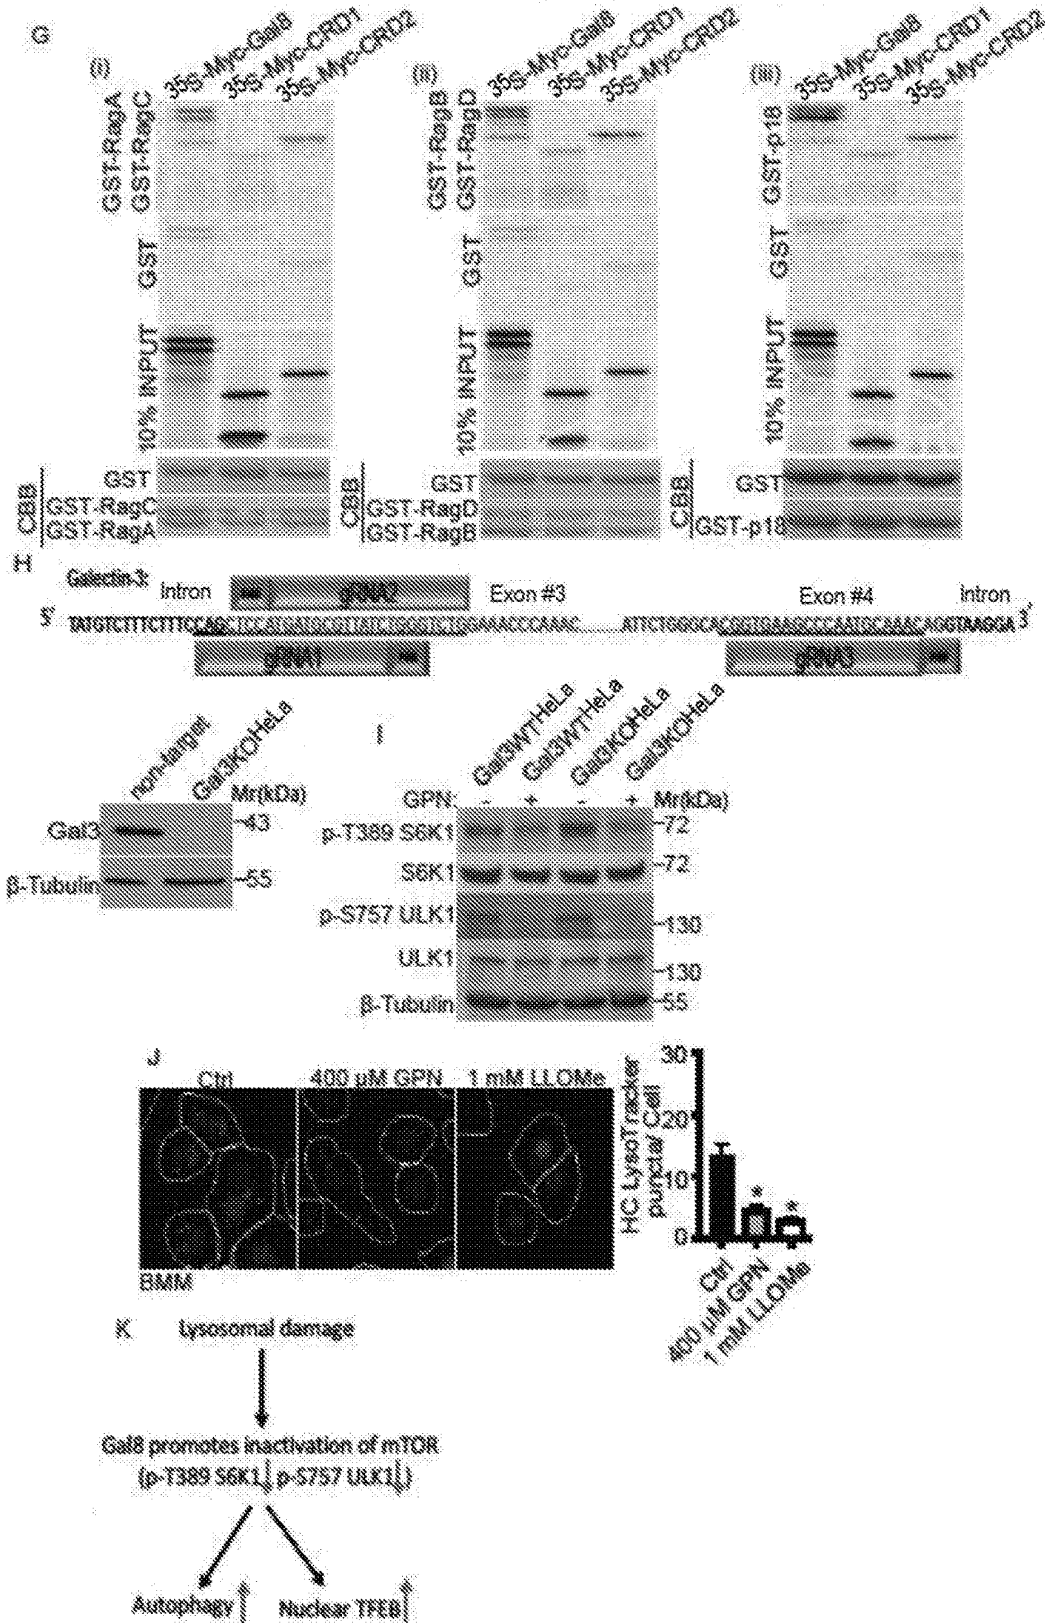 G
(i)
35S-Myc-Gal8
35S-Myc-CRD1
35S-Myc-CRD2
GST-RagA
GST-RagC
GST
10% INPUT
CBB
GST
GST-RagC
GST-RagA
(ii)
35S-Myc-Gal8
35S-Myc-CRD1
35S-Myc-CRD2
GST-RagB
GST-RagD
GST
10% INPUT
CBB
GST
GST-RagD
GST-RagB
(iii)
35S-Myc-Gal8
35S-Myc-CRD1
35S-Myc-CRD2
GST-p18
GST
10% INPUT
CBB
GST
GST-p18
H
Galectin-3:
Intron
gRNA2
Exon #3
Exon #4
Intron
5' TATGTCTTTCTTTCCAGCTCCATGATGCGTTATCTGGGTCTGGAAACCCAAAC......ATTCTGGGCACGGTGAAGCCCAATGCAAACAGGTAAGGA 3'
gRNA1
gRNA3
non-target
Gal3KOHeLa
Mr(kDa)
Gal3
-43
β-Tubulin
-55
I
Gal3WTHeLa
Gal3WTHeLa
Gal3KOHeLa
Gal3KOHeLa
GPN: - + - + Mr(kDa)
p-T389 S6K1
-72
S6K1
-72
p-S757 ULK1
-130
ULK1
-130
β-Tubulin
-55
J
Ctrl
400 µM GPN
1 mM LLOMe
BMM
HC LysoTracker
puncta/ Cell
30
20
10
0
*
*
Ctrl
400 µM GPN
1 mM LLOMe
K
Lysosomal damage
Gal8 promotes inactivation of mTOR
(p-T389 S6K1↓ p-S757 ULK1↓)
Autophagy↑
Nuclear TFEB↑